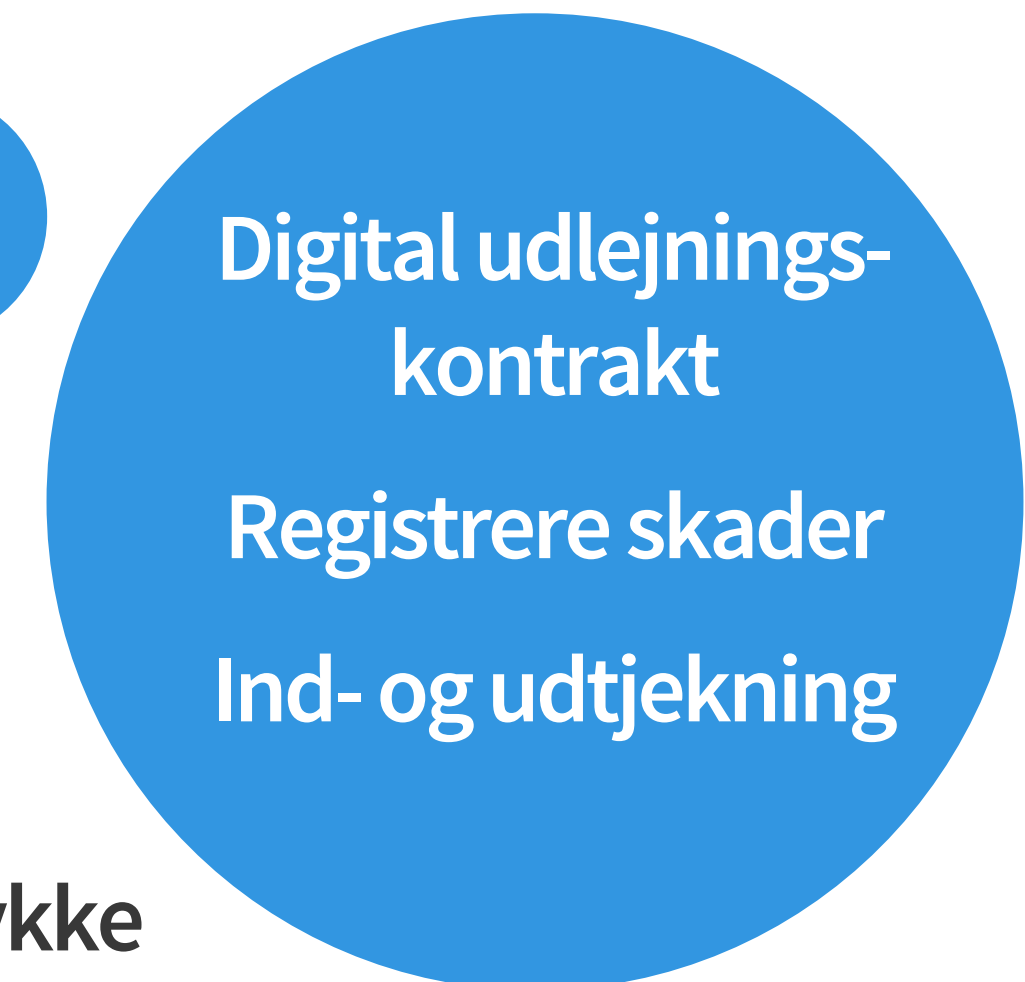 Digital udlejnings-
kontrakt
Registrere skader
Ind- og udtjekning